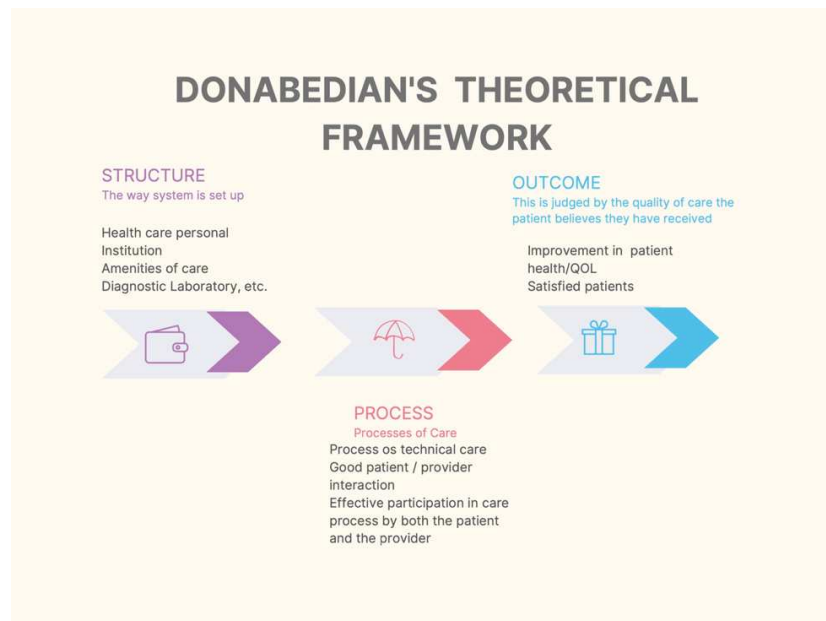 DONABEDIAN'S THEORETICAL
FRAMEWORK
STRUCTURE
The way system is set up
Health care personal
Institution
Amenities of care
Diagnostic Laboratory, etc.
PROCESS
Processes of Care
Process os technical care
Good patient / provider
interaction
Effective participation in care
process by both the patient
and the provider
OUTCOME
This is judged by the quality of care the
patient believes they have received
Improvement in patient
health/QOL
Satisfied patients